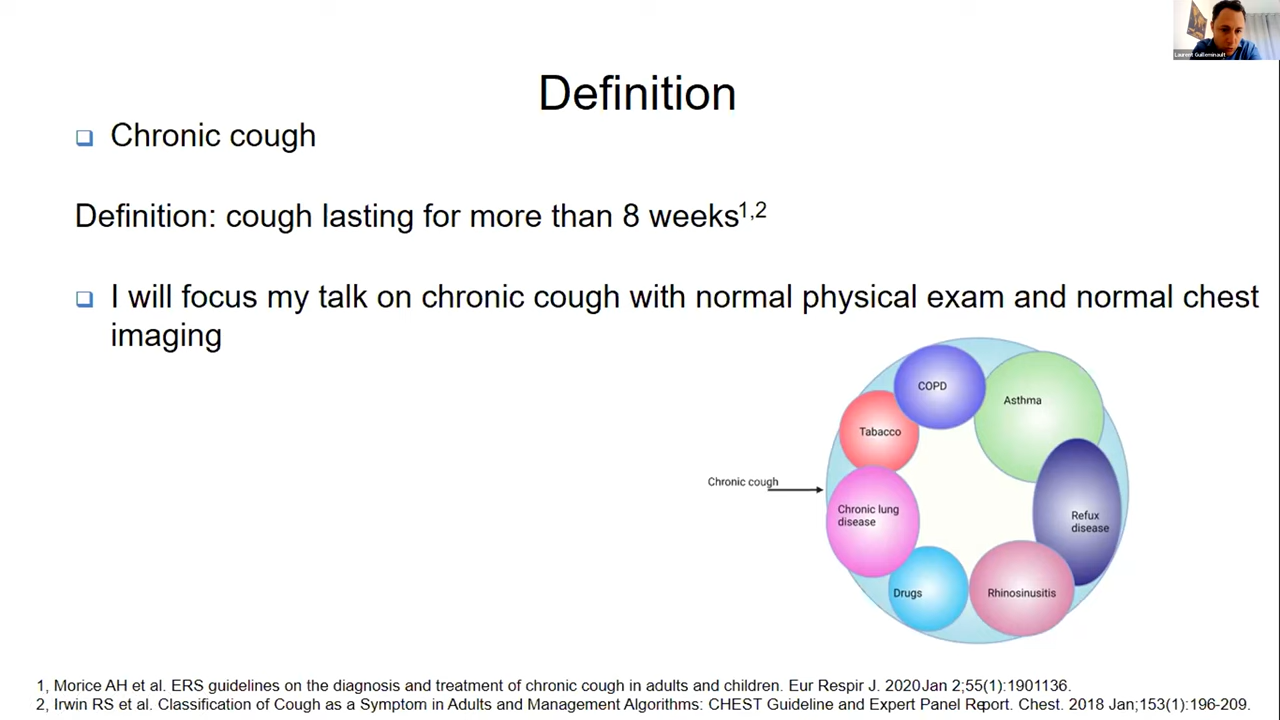 Laurent Guilleminault
Definition
❑ Chronic cough
Definition: cough lasting for more than 8 weeks1,2
❑ I will focus my talk on chronic cough with normal physical exam and normal chest
imaging
COPD
Asthma
Tabacco
Chronic cough
Chronic lung
disease
Refux
disease
Drugs
Rhinosinusitis
1, Morice AH et al. ERS guidelines on the diagnosis and treatment of chronic cough in adults and children. Eur Respir J. 2020Jan 2;55(1):1901136.
2, Irwin RS et al. Classification of Cough as a Symptom in Adults and Management Algorithms: CHEST Guideline and Expert Panel Report. Chest. 2018 Jan;153(1):196-209.